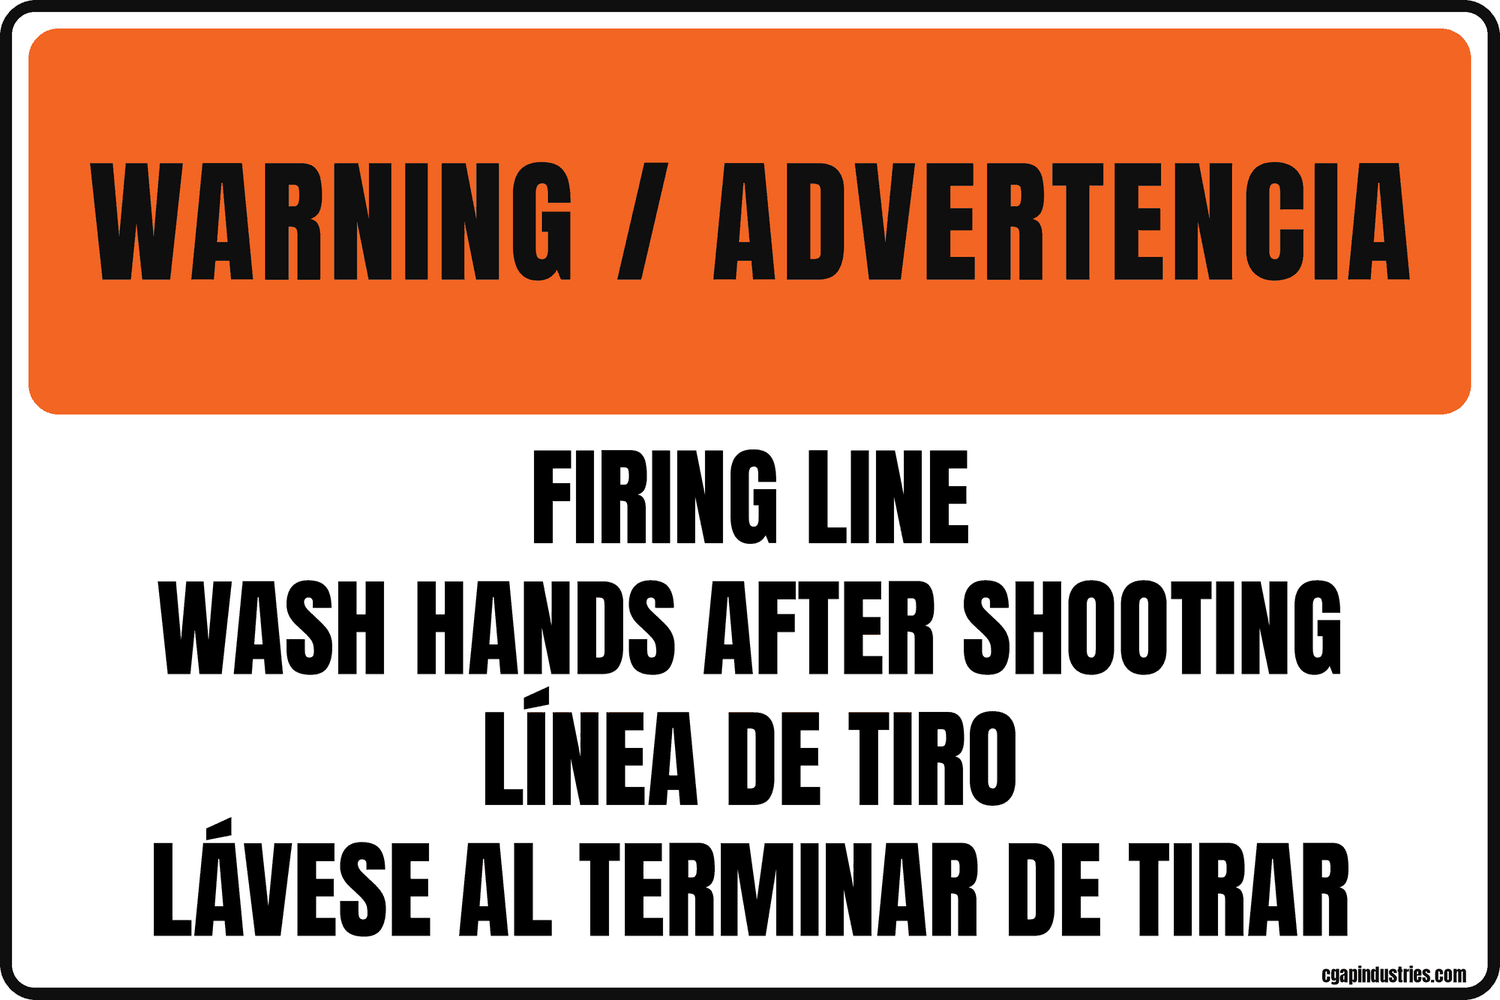 WARNING / ADVERTENCIA
FIRING LINE
WASH HANDS AFTER SHOOTING
LÍNEA DE TIRO
LÁVESE AL TERMINAR DE TIRAR
cgapindustries.com